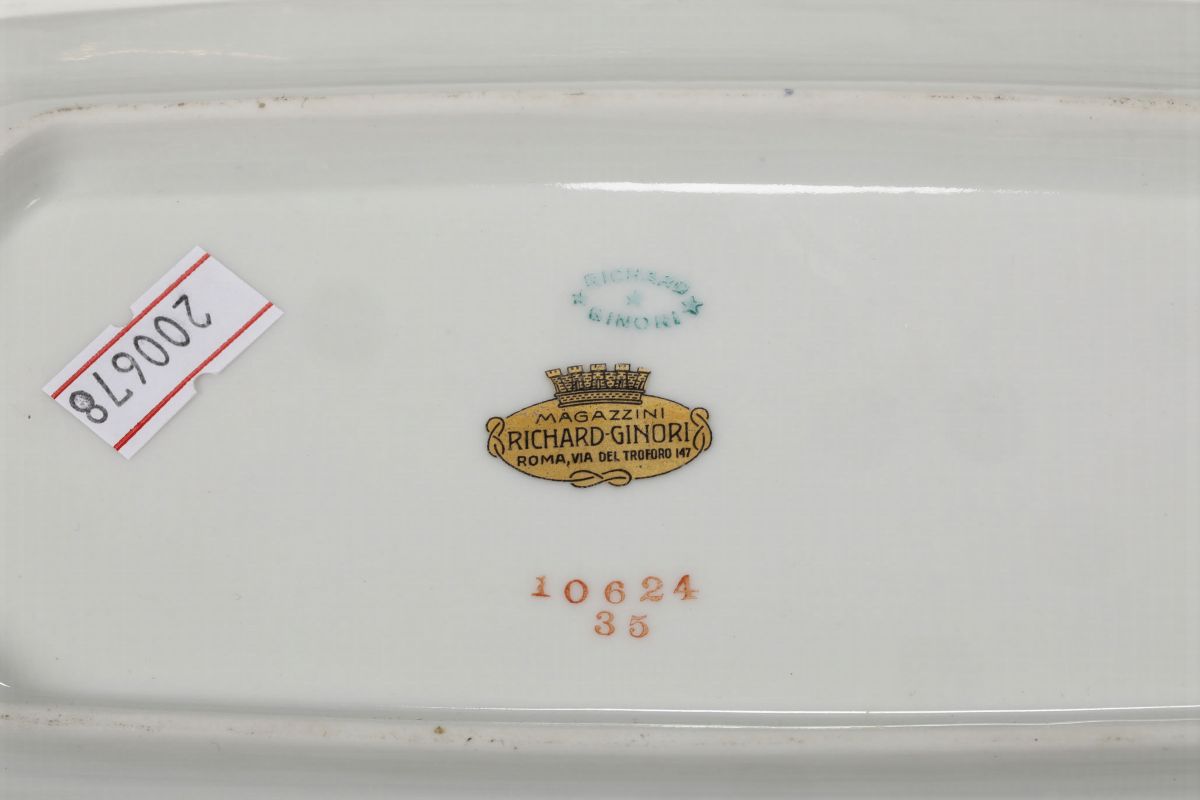 RICHARD
GINORI
MAGAZZINI
RICHARD-GINORI
ROMA, VIA DEL TROFORO 147
200678
10624
35